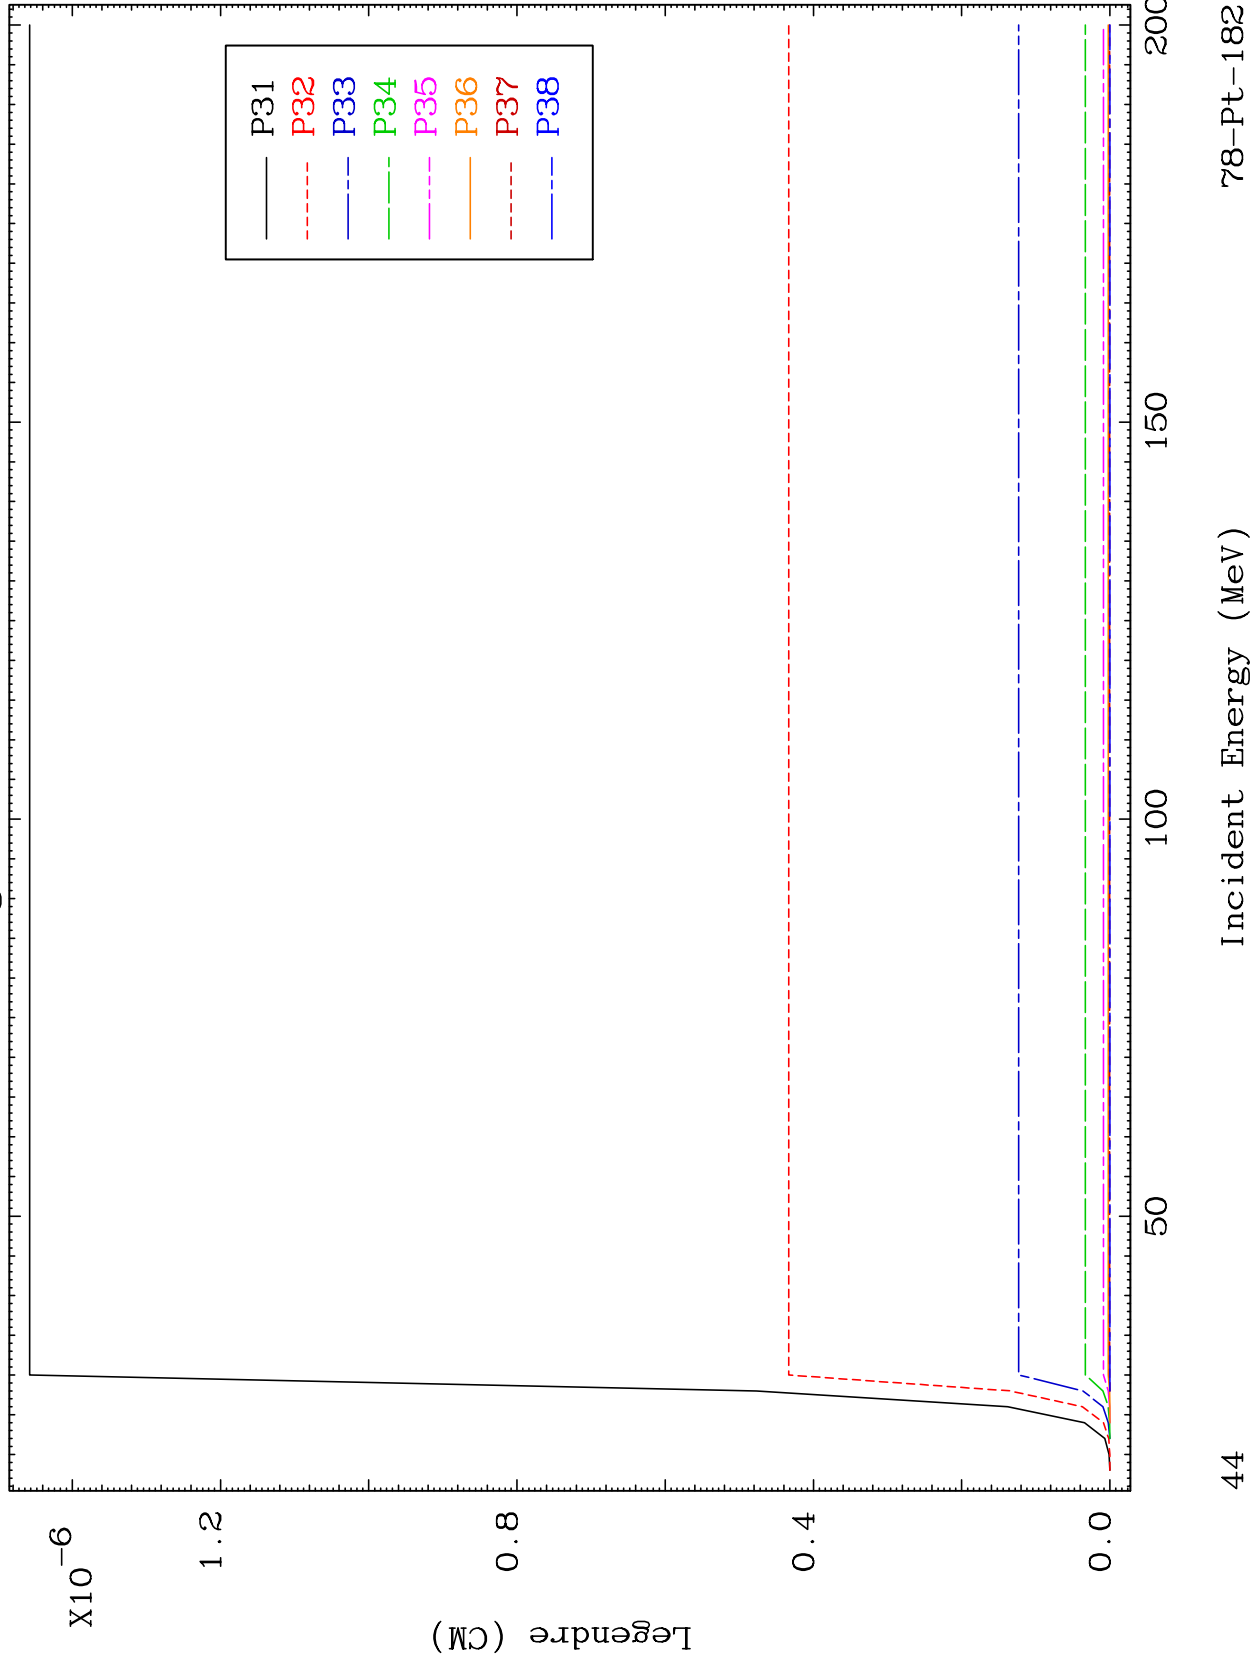 X10-6
1.2
0.8
0.4
0.0
Legendre (CM)
P31
P32
P33
P34
P35
P36
P37
P38
50
100
150
200
Incident Energy (MeV)
44
78-Pt-182